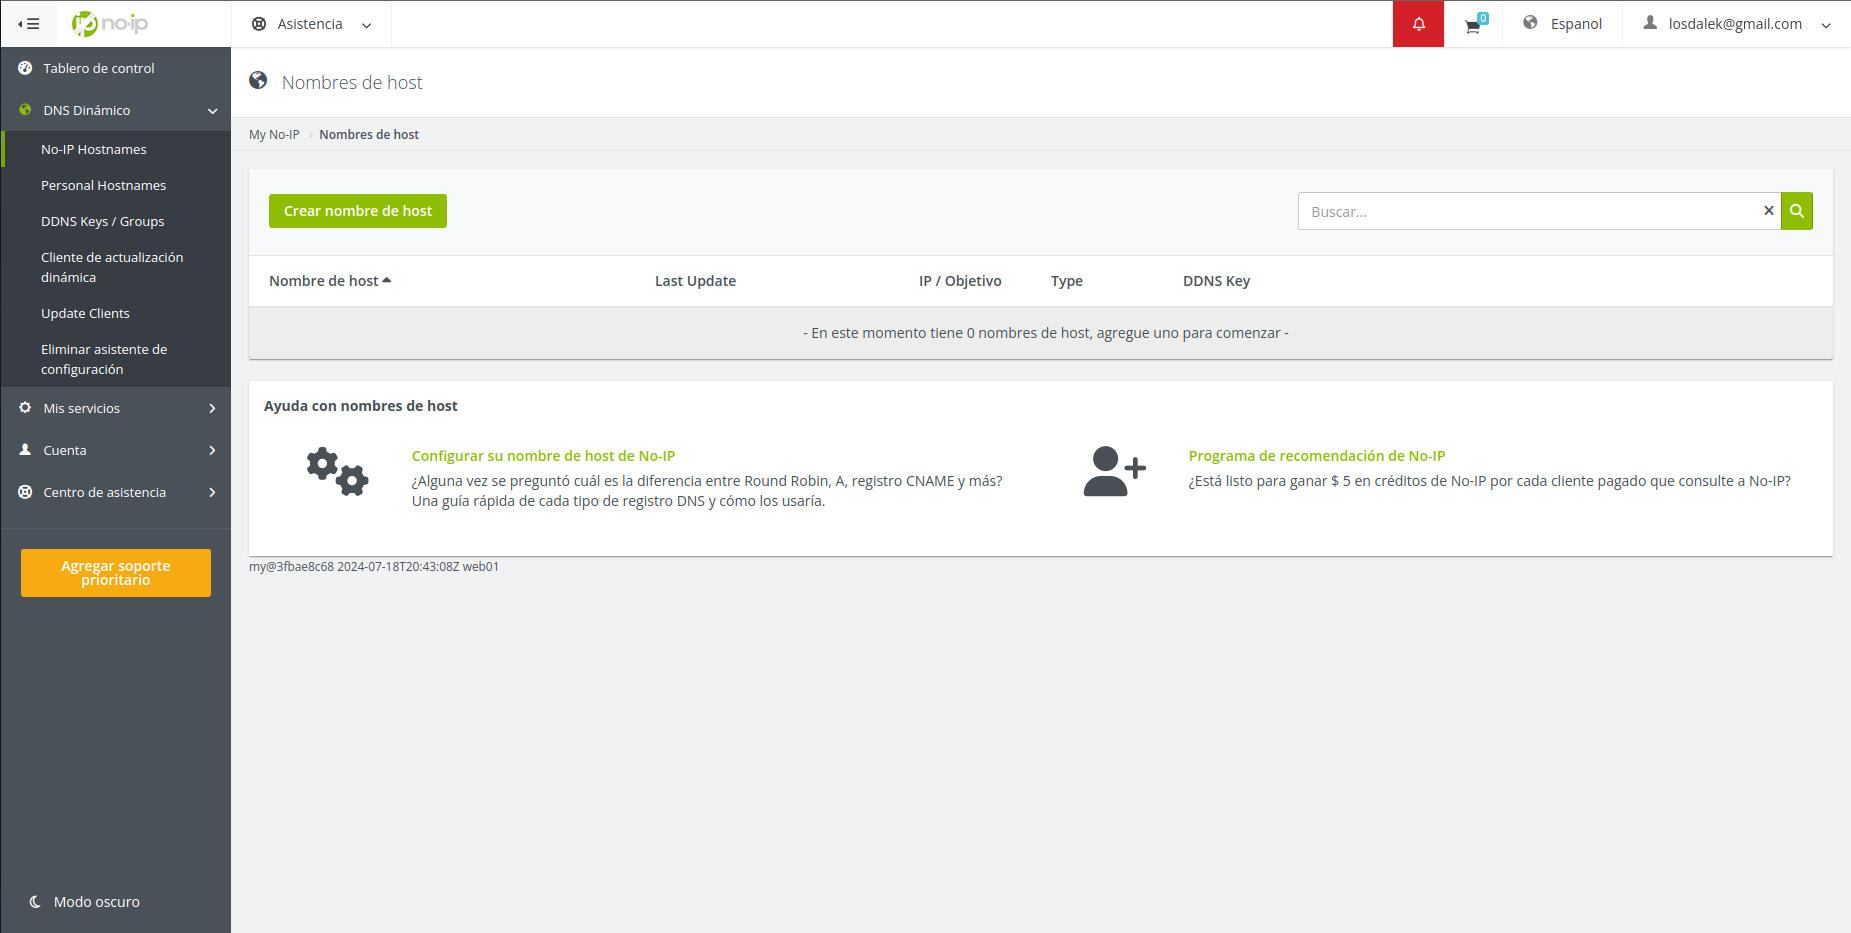 no-ip
Asistencia
0
Espanol
losdalek@gmail.com
Tablero de control
DNS Dinámico
No-IP Hostnames
Personal Hostnames
DDNS Keys / Groups
Cliente de actualización
dinámica
Update Clients
Eliminar asistente de
configuración
Mis servicios
Cuenta
Centro de asistencia
Agregar soporte
prioritario
Modo oscuro
Nombres de host
My No-IP Nombres de host
Crear nombre de host
Buscar...
Nombre de host Last Update IP / Objetivo Type DDNS Key
- En este momento tiene 0 nombres de host, agregue uno para comenzar -
Ayuda con nombres de host
Configurar su nombre de host de No-IP
¿Alguna vez se preguntó cuál es la diferencia entre Round Robin, A, registro CNAME y más?
Una guía rápida de cada tipo de registro DNS y cómo los usaría.
Programa de recomendación de No-IP
¿Está listo para ganar $ 5 en créditos de No-IP por cada cliente pagado que consulte a No-IP?
my@3fbae8c68 2024-07-18T20:43:08Z web01